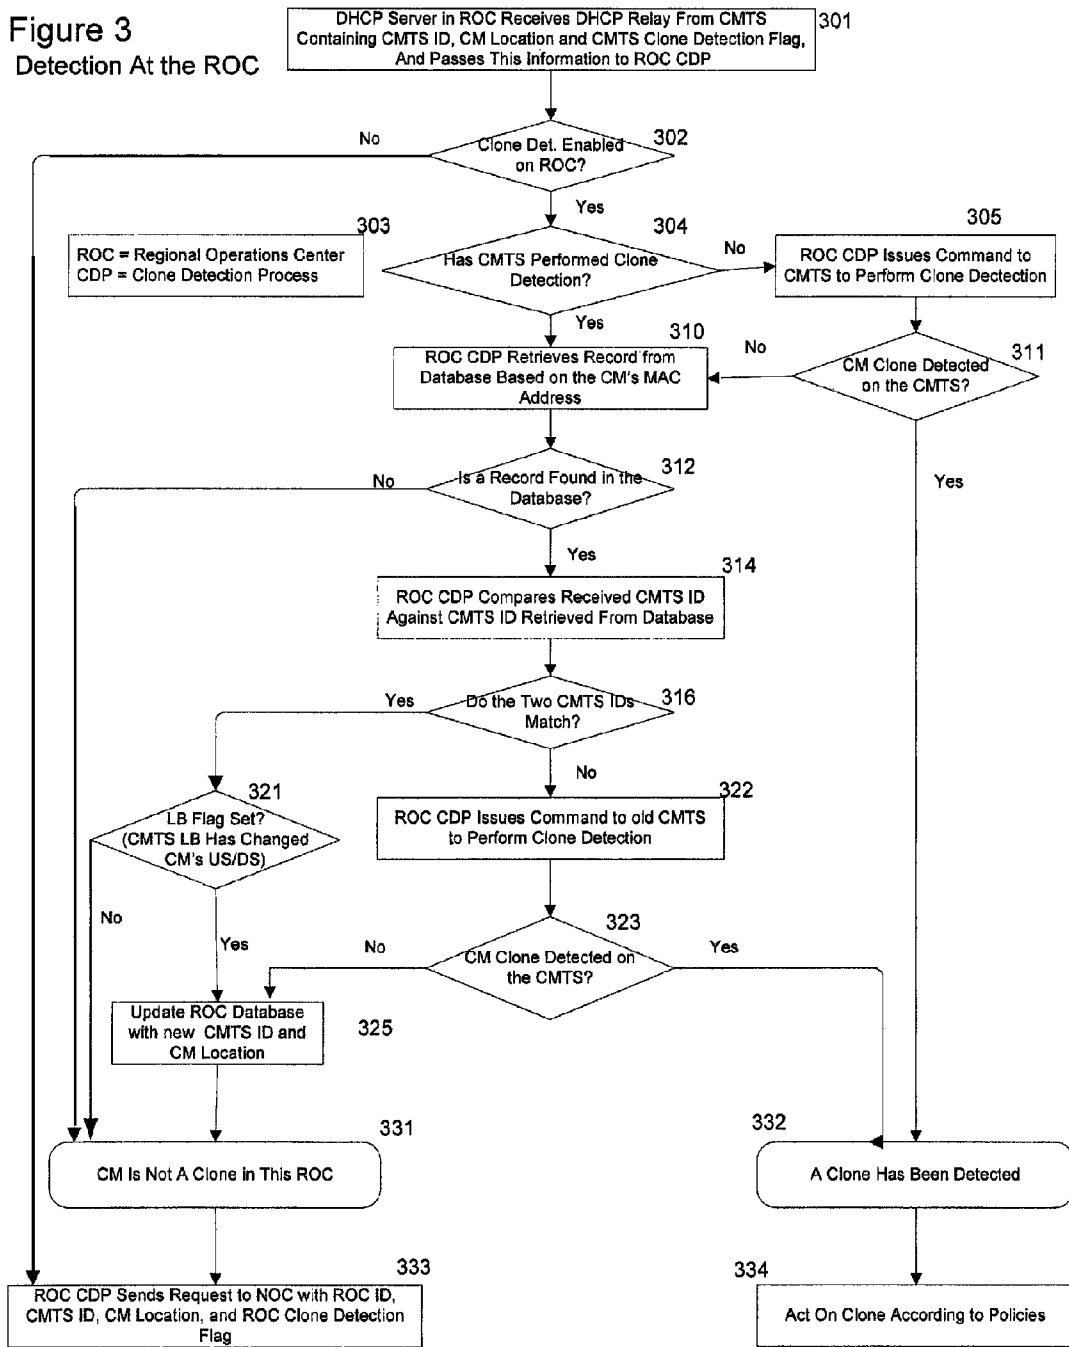 Figure 3
Detection At the ROC
DHCP Server in ROC Receives DHCP Relay From CMTS
Containing CMTS ID, CM Location and CMTS Clone Detection Flag,
And Passes This Information to ROC CDP
301
No
Clone Det. Enabled
on ROC?
302
Yes
303
ROC = Regional Operations Center
CDP = Clone Detection Process
304
Has CMTS Performed Clone
Detection?
No
305
ROC CDP Issues Command to
CMTS to Perform Clone Dectection
Yes
310
ROC CDP Retrieves Record from
Database Based on the CM's MAC
Address
No
CM Clone Detected
on the CMTS?
311
Yes
No
Is a Record Found in the
Database?
312
Yes
314
ROC CDP Compares Received CMTS ID
Against CMTS ID Retrieved From Database
Yes
Do the Two CMTS IDs
Match?
316
No
321
LB Flag Set?
(CMTS LB Has Changed
CM's US/DS)
322
ROC CDP Issues Command to old CMTS
to Perform Clone Detection
No
Yes
No
323
CM Clone Detected on
the CMTS?
Yes
Update ROC Database
with new CMTS ID and
CM Location
325
331
CM Is Not A Clone in This ROC
332
A Clone Has Been Detected
333
ROC CDP Sends Request to NOC with ROC ID,
CMTS ID, CM Location, and ROC Clone Detection
Flag
334
Act On Clone According to Policies